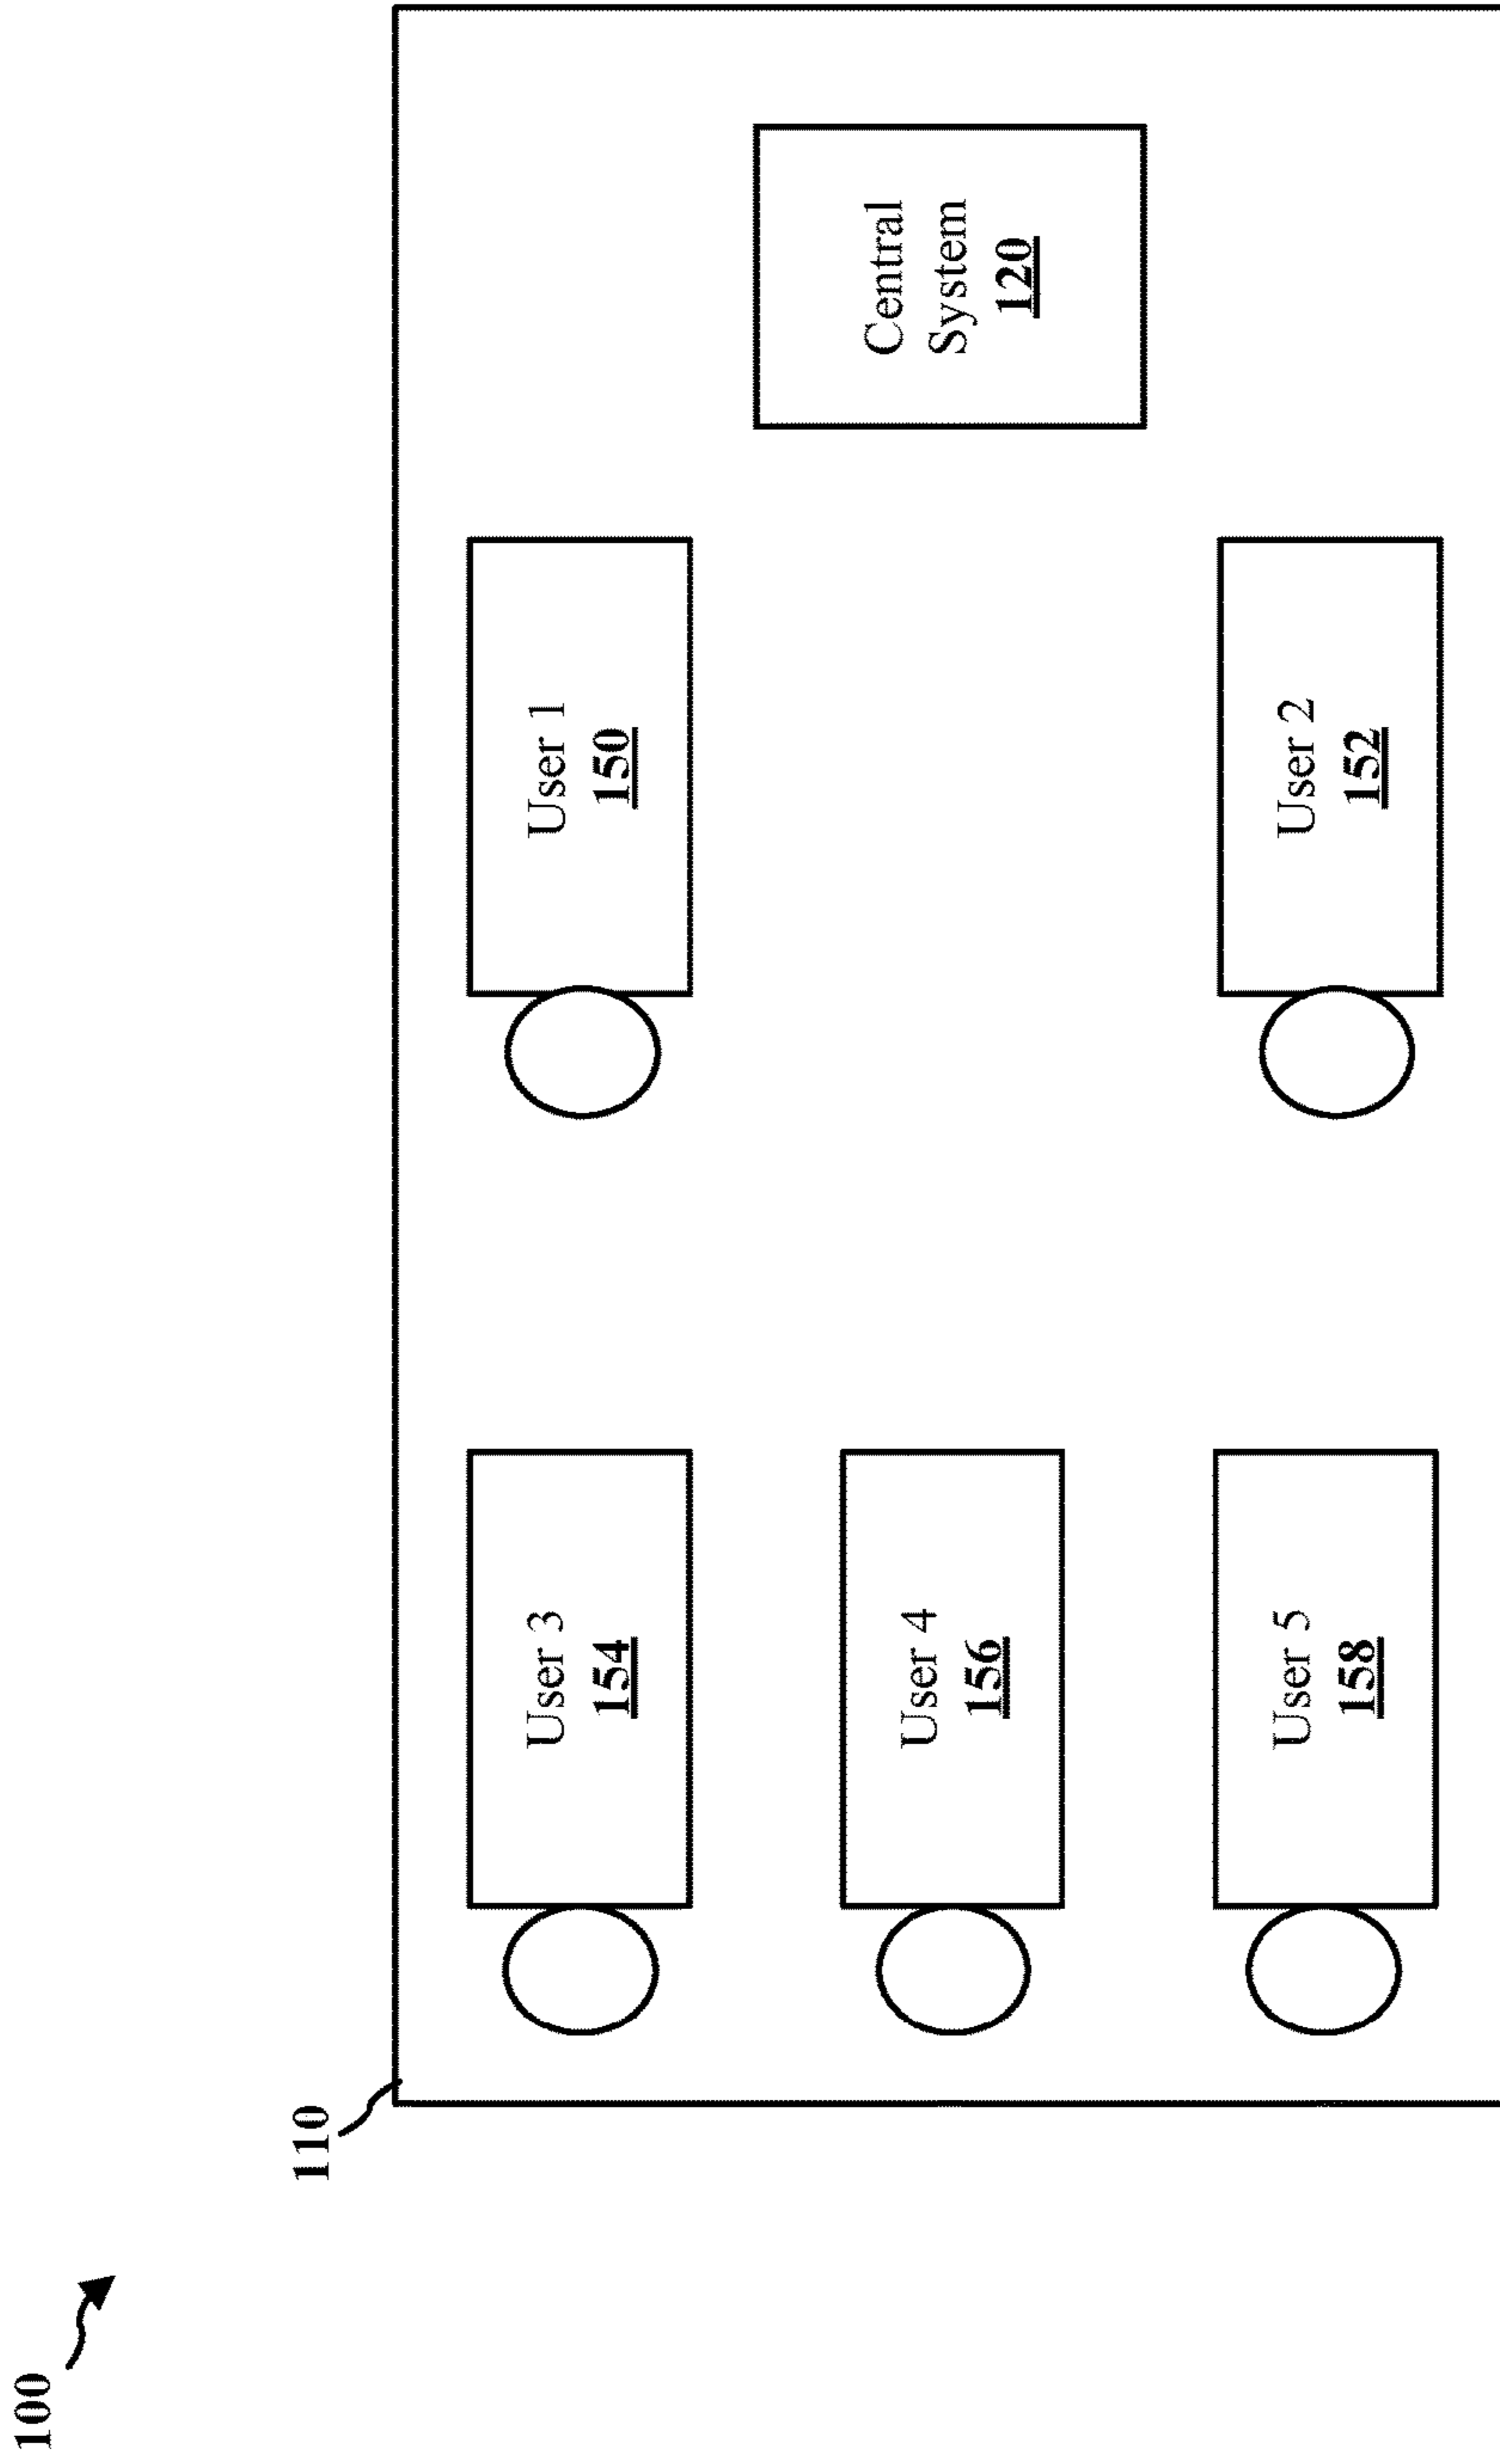 100
110
User 3
154
User 1
150
Central
System
120
User 4
156
User 5
158
User 2
152